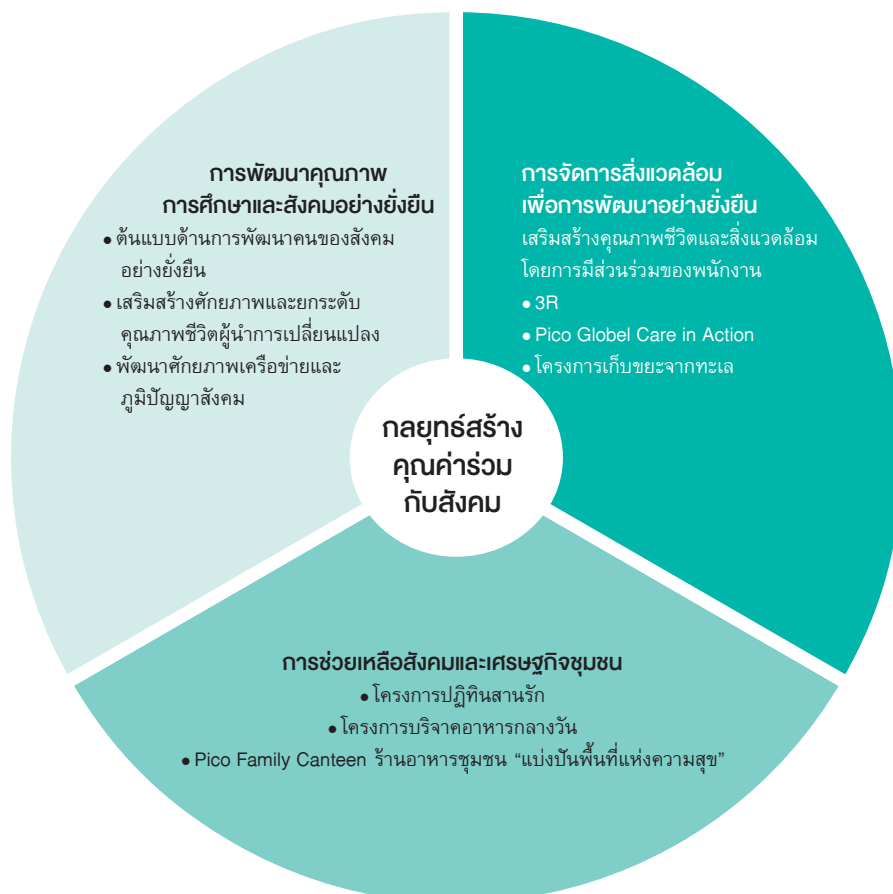 การพัฒนาคุณภาพ
การศึกษาและสังคมอย่างยั่งยืน
• ต้นแบบด้านการพัฒนาคนของสังคม
อย่างยั่งยืน
• เสริมสร้างศักยภาพและยกระดับ
คุณภาพชีวิตผู้นำการเปลี่ยนแปลง
• พัฒนาศักยภาพเครือข่ายและ
ภูมิปัญญาสังคม
การจัดการสิ่งแวดล้อม
เพื่อการพัฒนาอย่างยั่งยืน
เสริมสร้างคุณภาพชีวิตและสิ่งแวดล้อม
โดยการมีส่วนร่วมของพนักงาน
• 3R
• Pico Globel Care in Action
• โครงการเก็บขยะจากทะเล
กลยุทธ์สร้าง
คุณค่าร่วม
กับสังคม
การช่วยเหลือสังคมและเศรษฐกิจชุมชน
• โครงการปฏิทินสานรัก
• โครงการบริจาคอาหารกลางวัน
• Pico Family Canteen ร้านอาหารชุมชน “แบ่งปันพื้นที่แห่งความสุข”